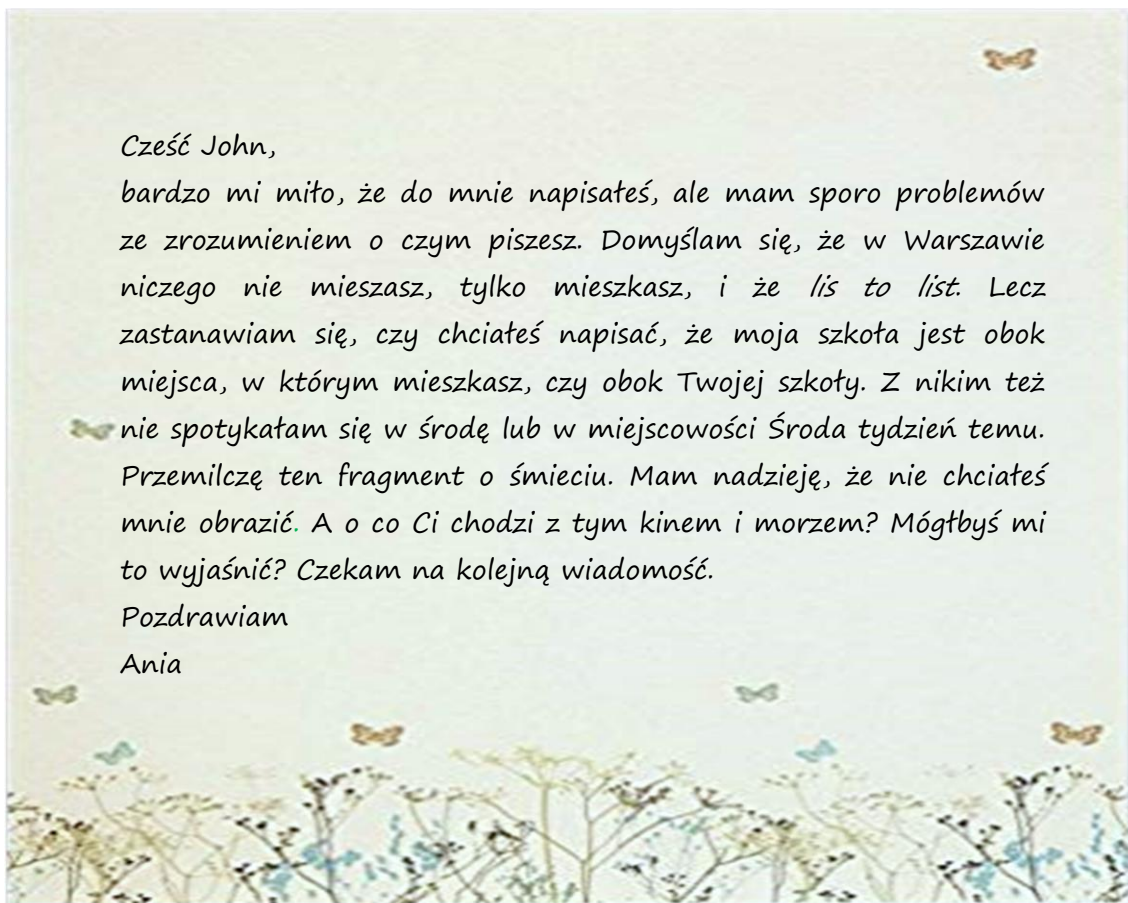 Cześć John,
bardzo mi miło, że do mnie napisałeś, ale mam sporo problemów
ze zrozumieniem o czym piszesz. Domyślam się, że w Warszawie
niczego nie mieszasz, tylko mieszkasz, i że lis to list. Lecz
zastanawiam się, czy chciałeś napisać, że moja szkoła jest obok
miejsca, w którym mieszkasz, czy obok Twojej szkoły. Z nikim też
nie spotykałam się w środę lub w miejscowości Środa tydzień temu.
Przemilczę ten fragment o śmieciu. Mam nadzieję, że nie chciałeś
mnie obrazić. A o co Ci chodzi z tym kinem i morzem? Mógłbyś mi
to wyjaśnić? Czekam na kolejną wiadomość.
Pozdrawiam
Ania